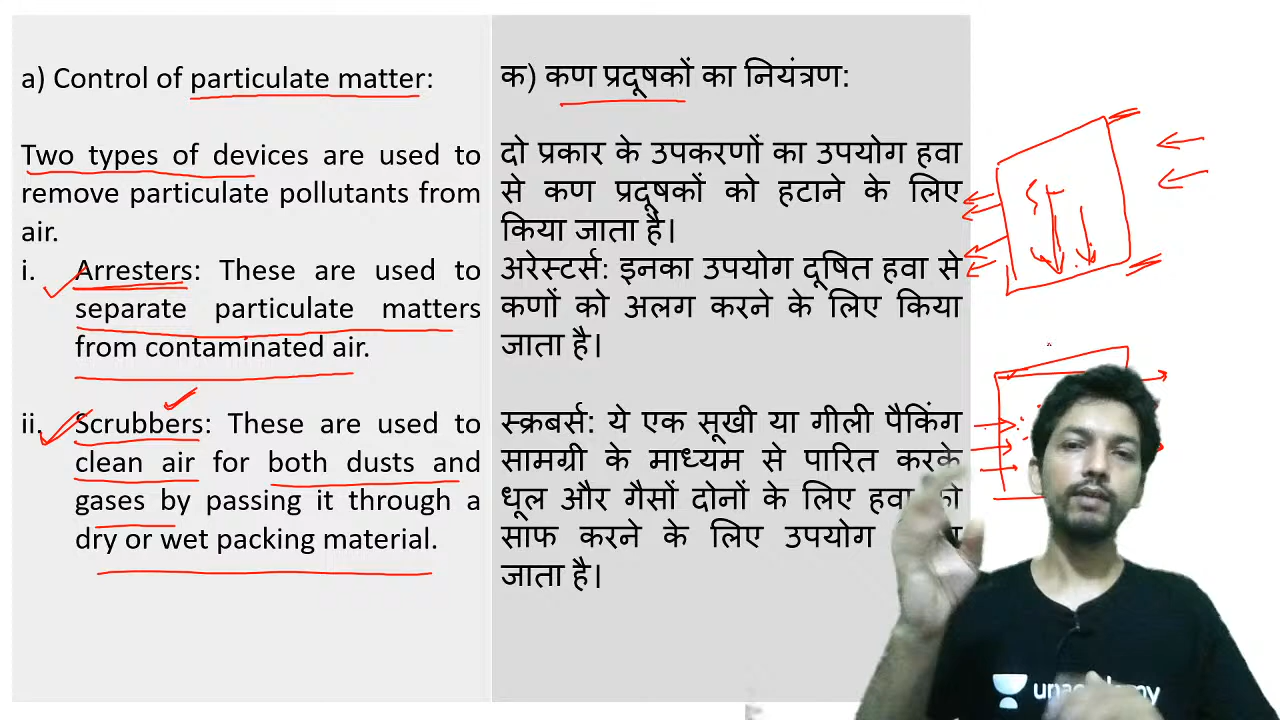 a) Control of particulate matter:
Two types of devices are used to
remove particulate pollutants from
air.
i. Arresters: These are used to
separate particulate matters
from contaminated air.
ii. Scrubbers: These are used to
clean air for both dusts and
gases by passing it through a
dry or wet packing material.
क) कण प्रदूषकों का नियंत्रण:
दो प्रकार के उपकरणों का उपयोग हवा
से कण प्रदूषकों को हटाने के लिए
किया जाता है।
अरेस्टर्स: इनका उपयोग दूषित हवा से
कणों को अलग करने के लिए किया
जाता है।
स्क्रबर्स: ये एक सूखी या गीली पैकिंग
सामग्री के माध्यम से पारित करके
धूल और गैसों दोनों के लिए हवा को
साफ करने के लिए उपयोग
जाता है।
unacademy